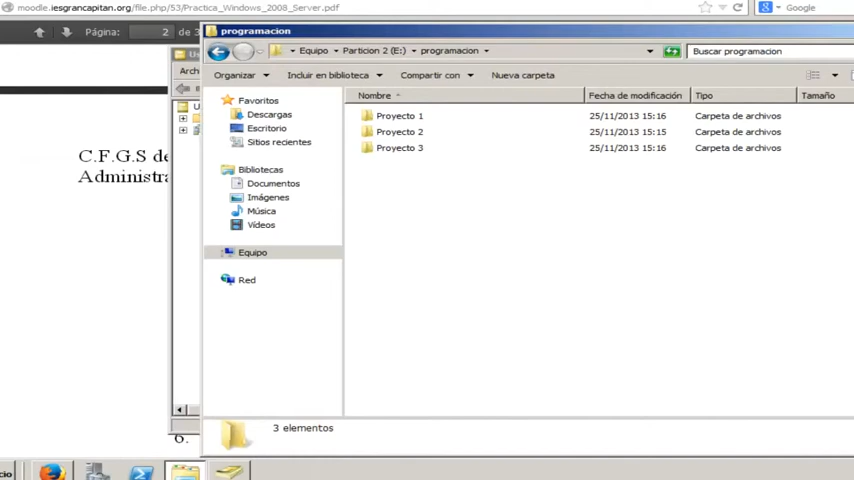 moodle.iesgrancapitan.org/file.php/53/Practica_Windows_2008_Server.pdf
Google
Página: 2 de 3
programacion
Equipo Particion 2 (E:) programacion
Buscar programacion
Organizar Incluir en biblioteca Compartir con Nueva carpeta
Nombre Fecha de modificación Tipo Tamaño
Proyecto 1 25/11/2013 15:16 Carpeta de archivos
Proyecto 2 25/11/2013 15:15 Carpeta de archivos
Proyecto 3 25/11/2013 15:16 Carpeta de archivos
Favoritos
Descargas
Escritorio
Sitios recientes
Bibliotecas
Documentos
Imágenes
Música
Vídeos
Equipo
Red
C.F.G.S de
Administra
Arch
3 elementos
6.